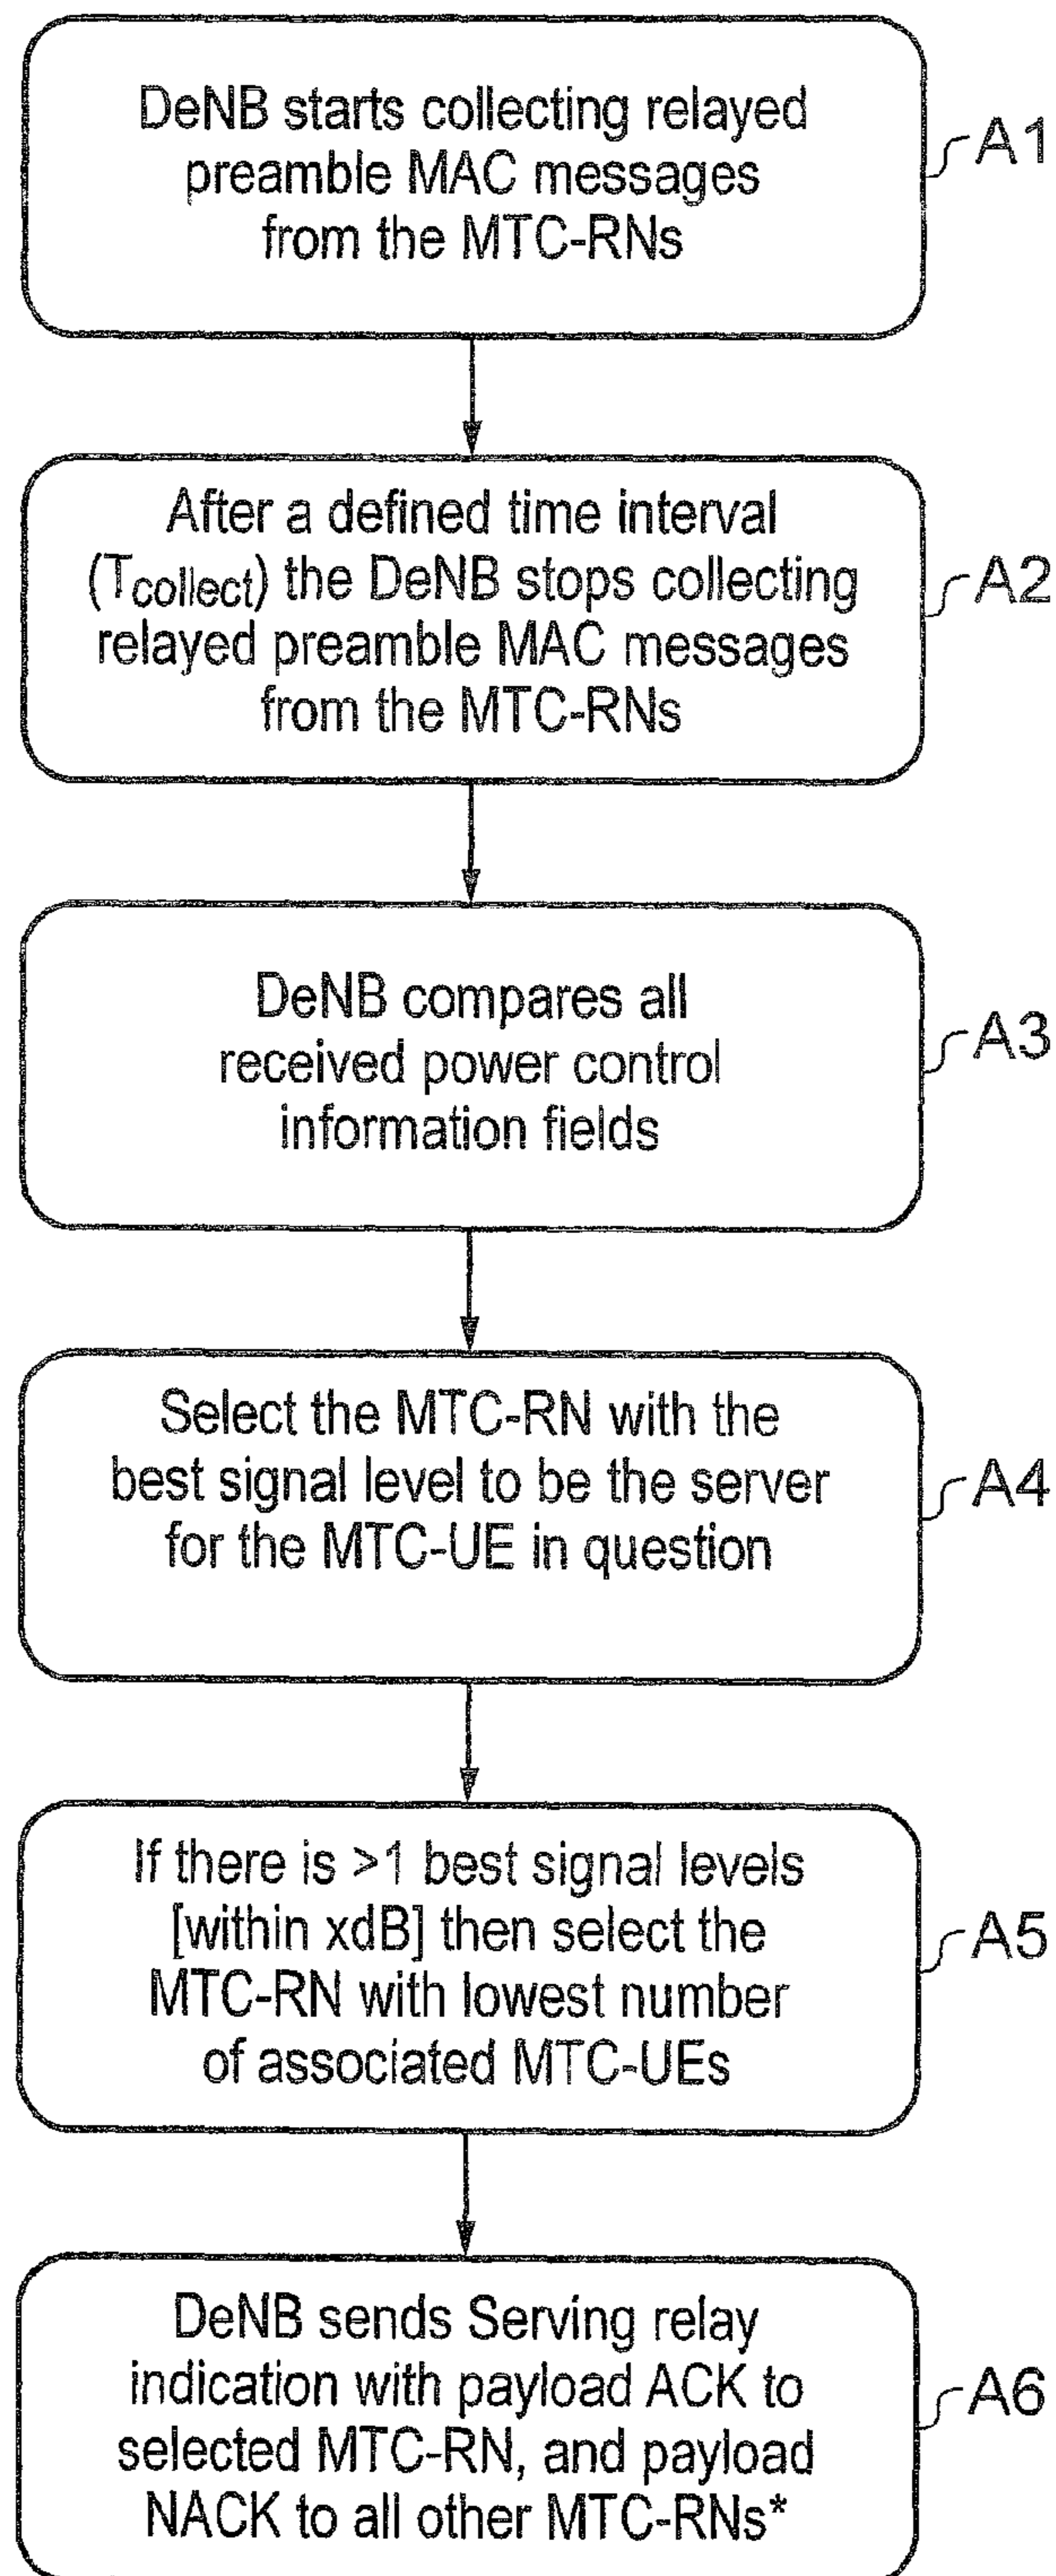 DeNB starts collecting relayed
preamble MAC messages
from the MTC-RNs
A1
After a defined time interval
(Tcollect) the DeNB stops collecting
relayed preamble MAC messages
from the MTC-RNs
A2
DeNB compares all
received power control
information fields
A3
Select the MTC-RN with the
best signal level to be the server
for the MTC-UE in question
A4
If there is >1 best signal levels
[within xdB] then select the
MTC-RN with lowest number
of associated MTC-UEs
A5
DeNB sends Serving relay
indication with payload ACK to
selected MTC-RN, and payload
NACK to all other MTC-RNs*
A6